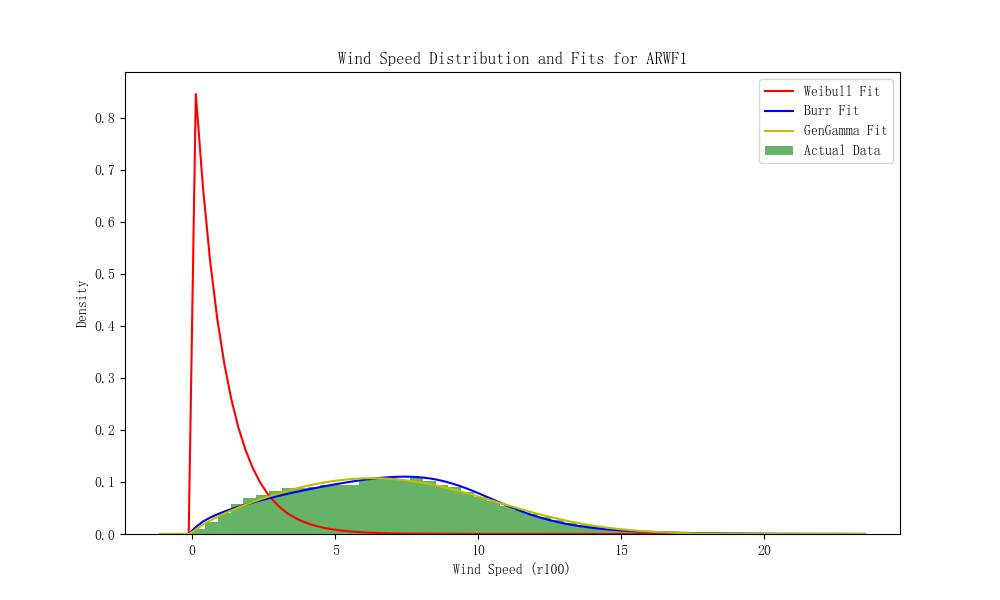 Wind Speed Distribution and Fits for ARWF1
Weibull Fit
Burr Fit
GenGamma Fit
Actual Data
Density
0.8
0.7
0.6
0.5
0.4
0.3
0.2
0.1
0.0
0
5
10
15
20
Wind Speed (r100)